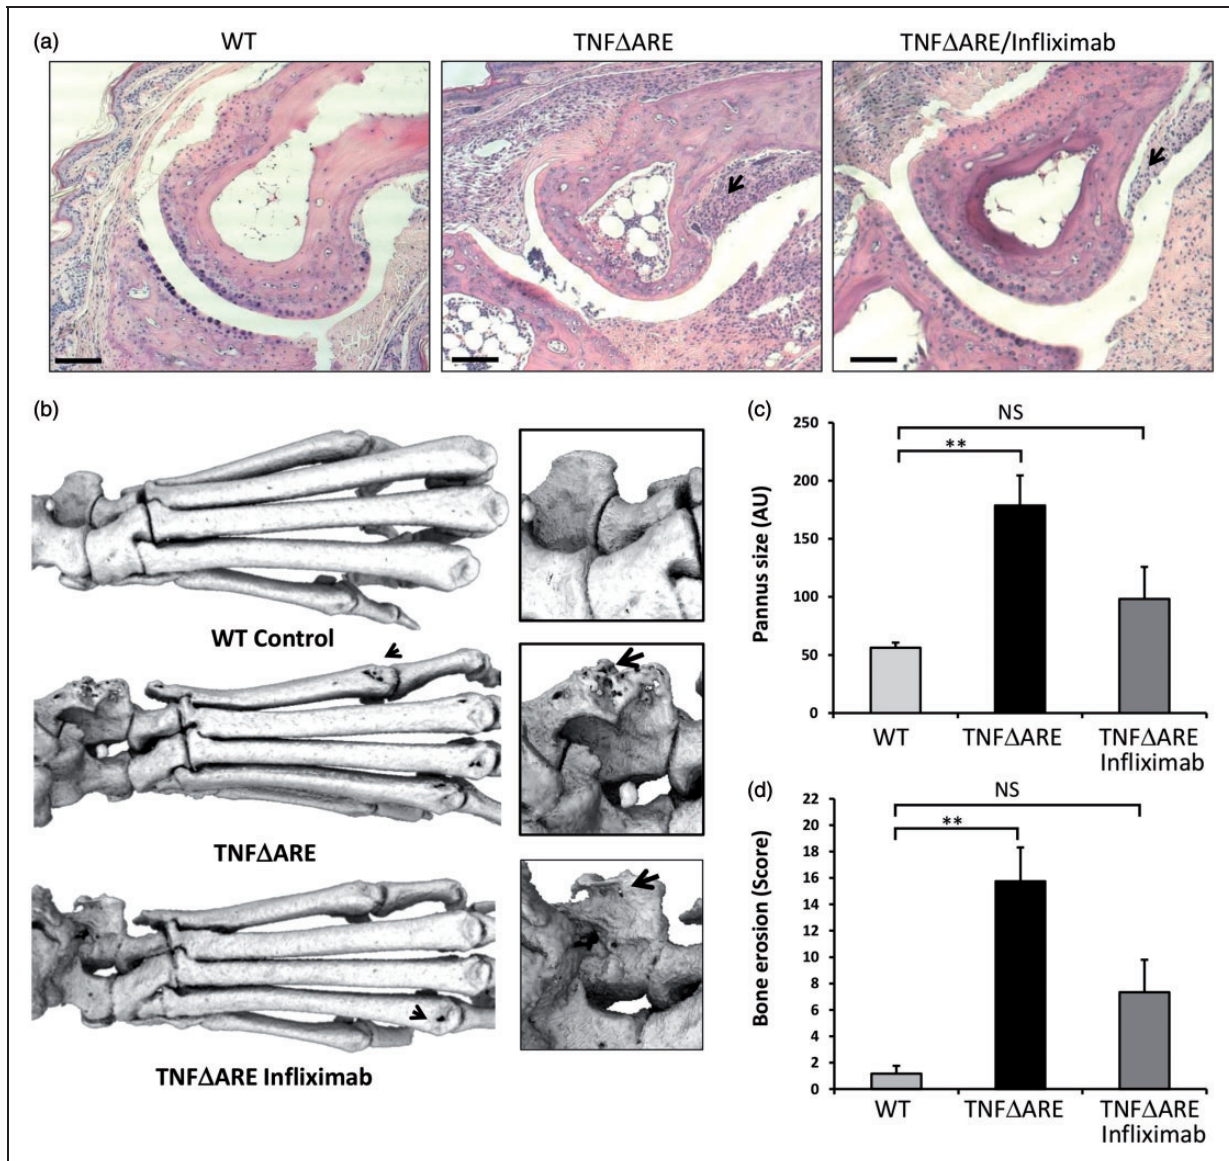 (a)
WT
TNFΔARE
TNFΔARE/Infliximab
(b)
WT Control
TNFΔARE
TNFΔARE Infliximab
(c)
NS
**
250
200
150
100
50
0
Pannus size (AU)
WT
TNFΔARE
TNFΔARE
Infliximab
(d)
NS
**
22
20
18
16
14
12
10
8
6
4
2
0
Bone erosion (Score)
WT
TNFΔARE
TNFΔARE
Infliximab